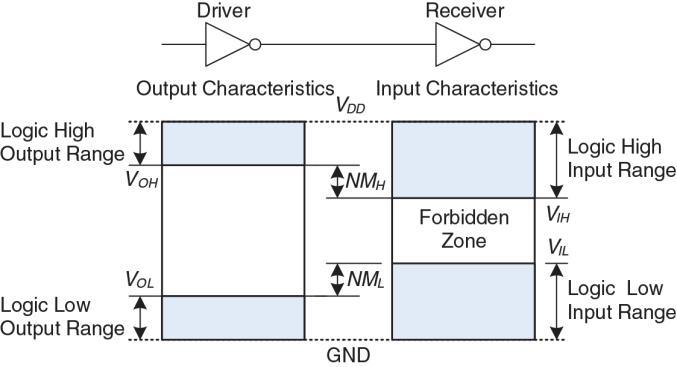 Driver
Receiver
Output Characteristics
Input Characteristics
VDD
Logic High
Output Range
Logic High
Input Range
VOH
NMH
VIH
Forbidden
Zone
VIL
VOL
NML
Logic Low
Output Range
Logic Low
Input Range
GND